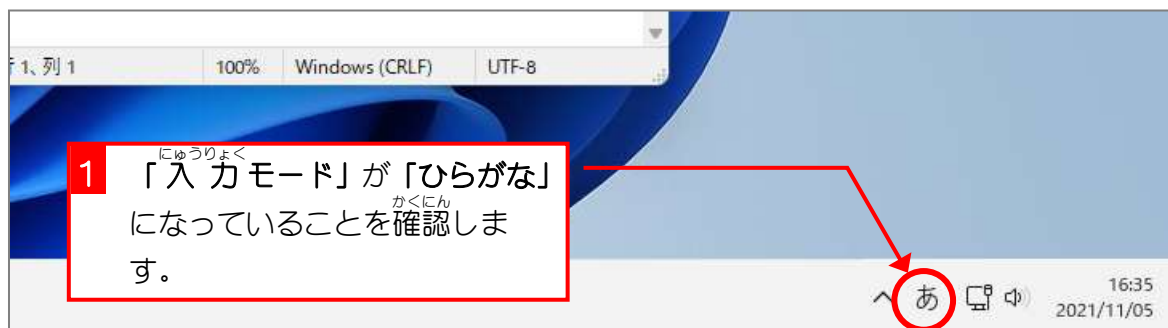 1、列 1 100% Windows (CRLF) UTF-8
1
にゅうりょく
「入力モード」が「ひらがな」
かくにん
になっていることを確認しま
す。
あ
16:35
2021/11/05